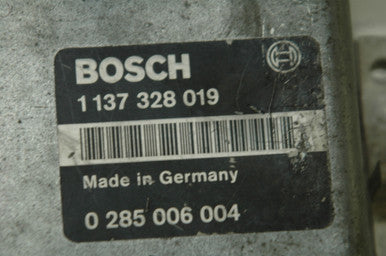 BOSCH
1 137 328 019
Made in Germany
0 285 006 004